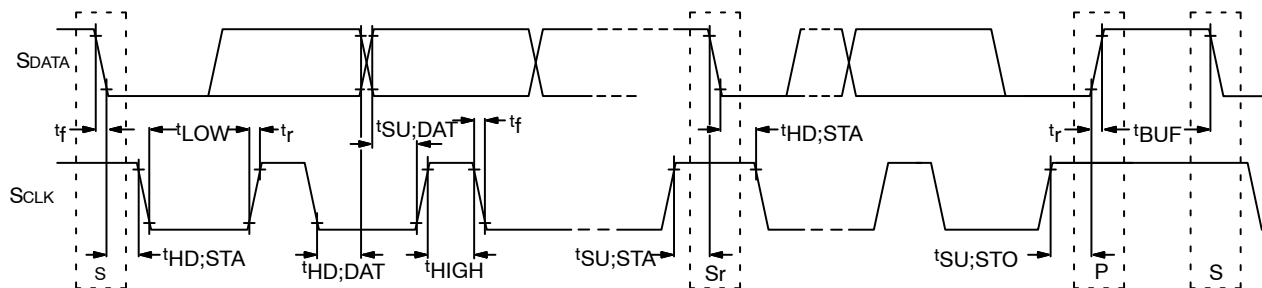 SDATA
tf
tLOW
tr
tSU;DAT
tf
tHD;STA
tr
tBUF
SCLK
S
tHD;STA
tHD;DAT
tHIGH
tSU;STA
Sr
tSU;STO
P
S